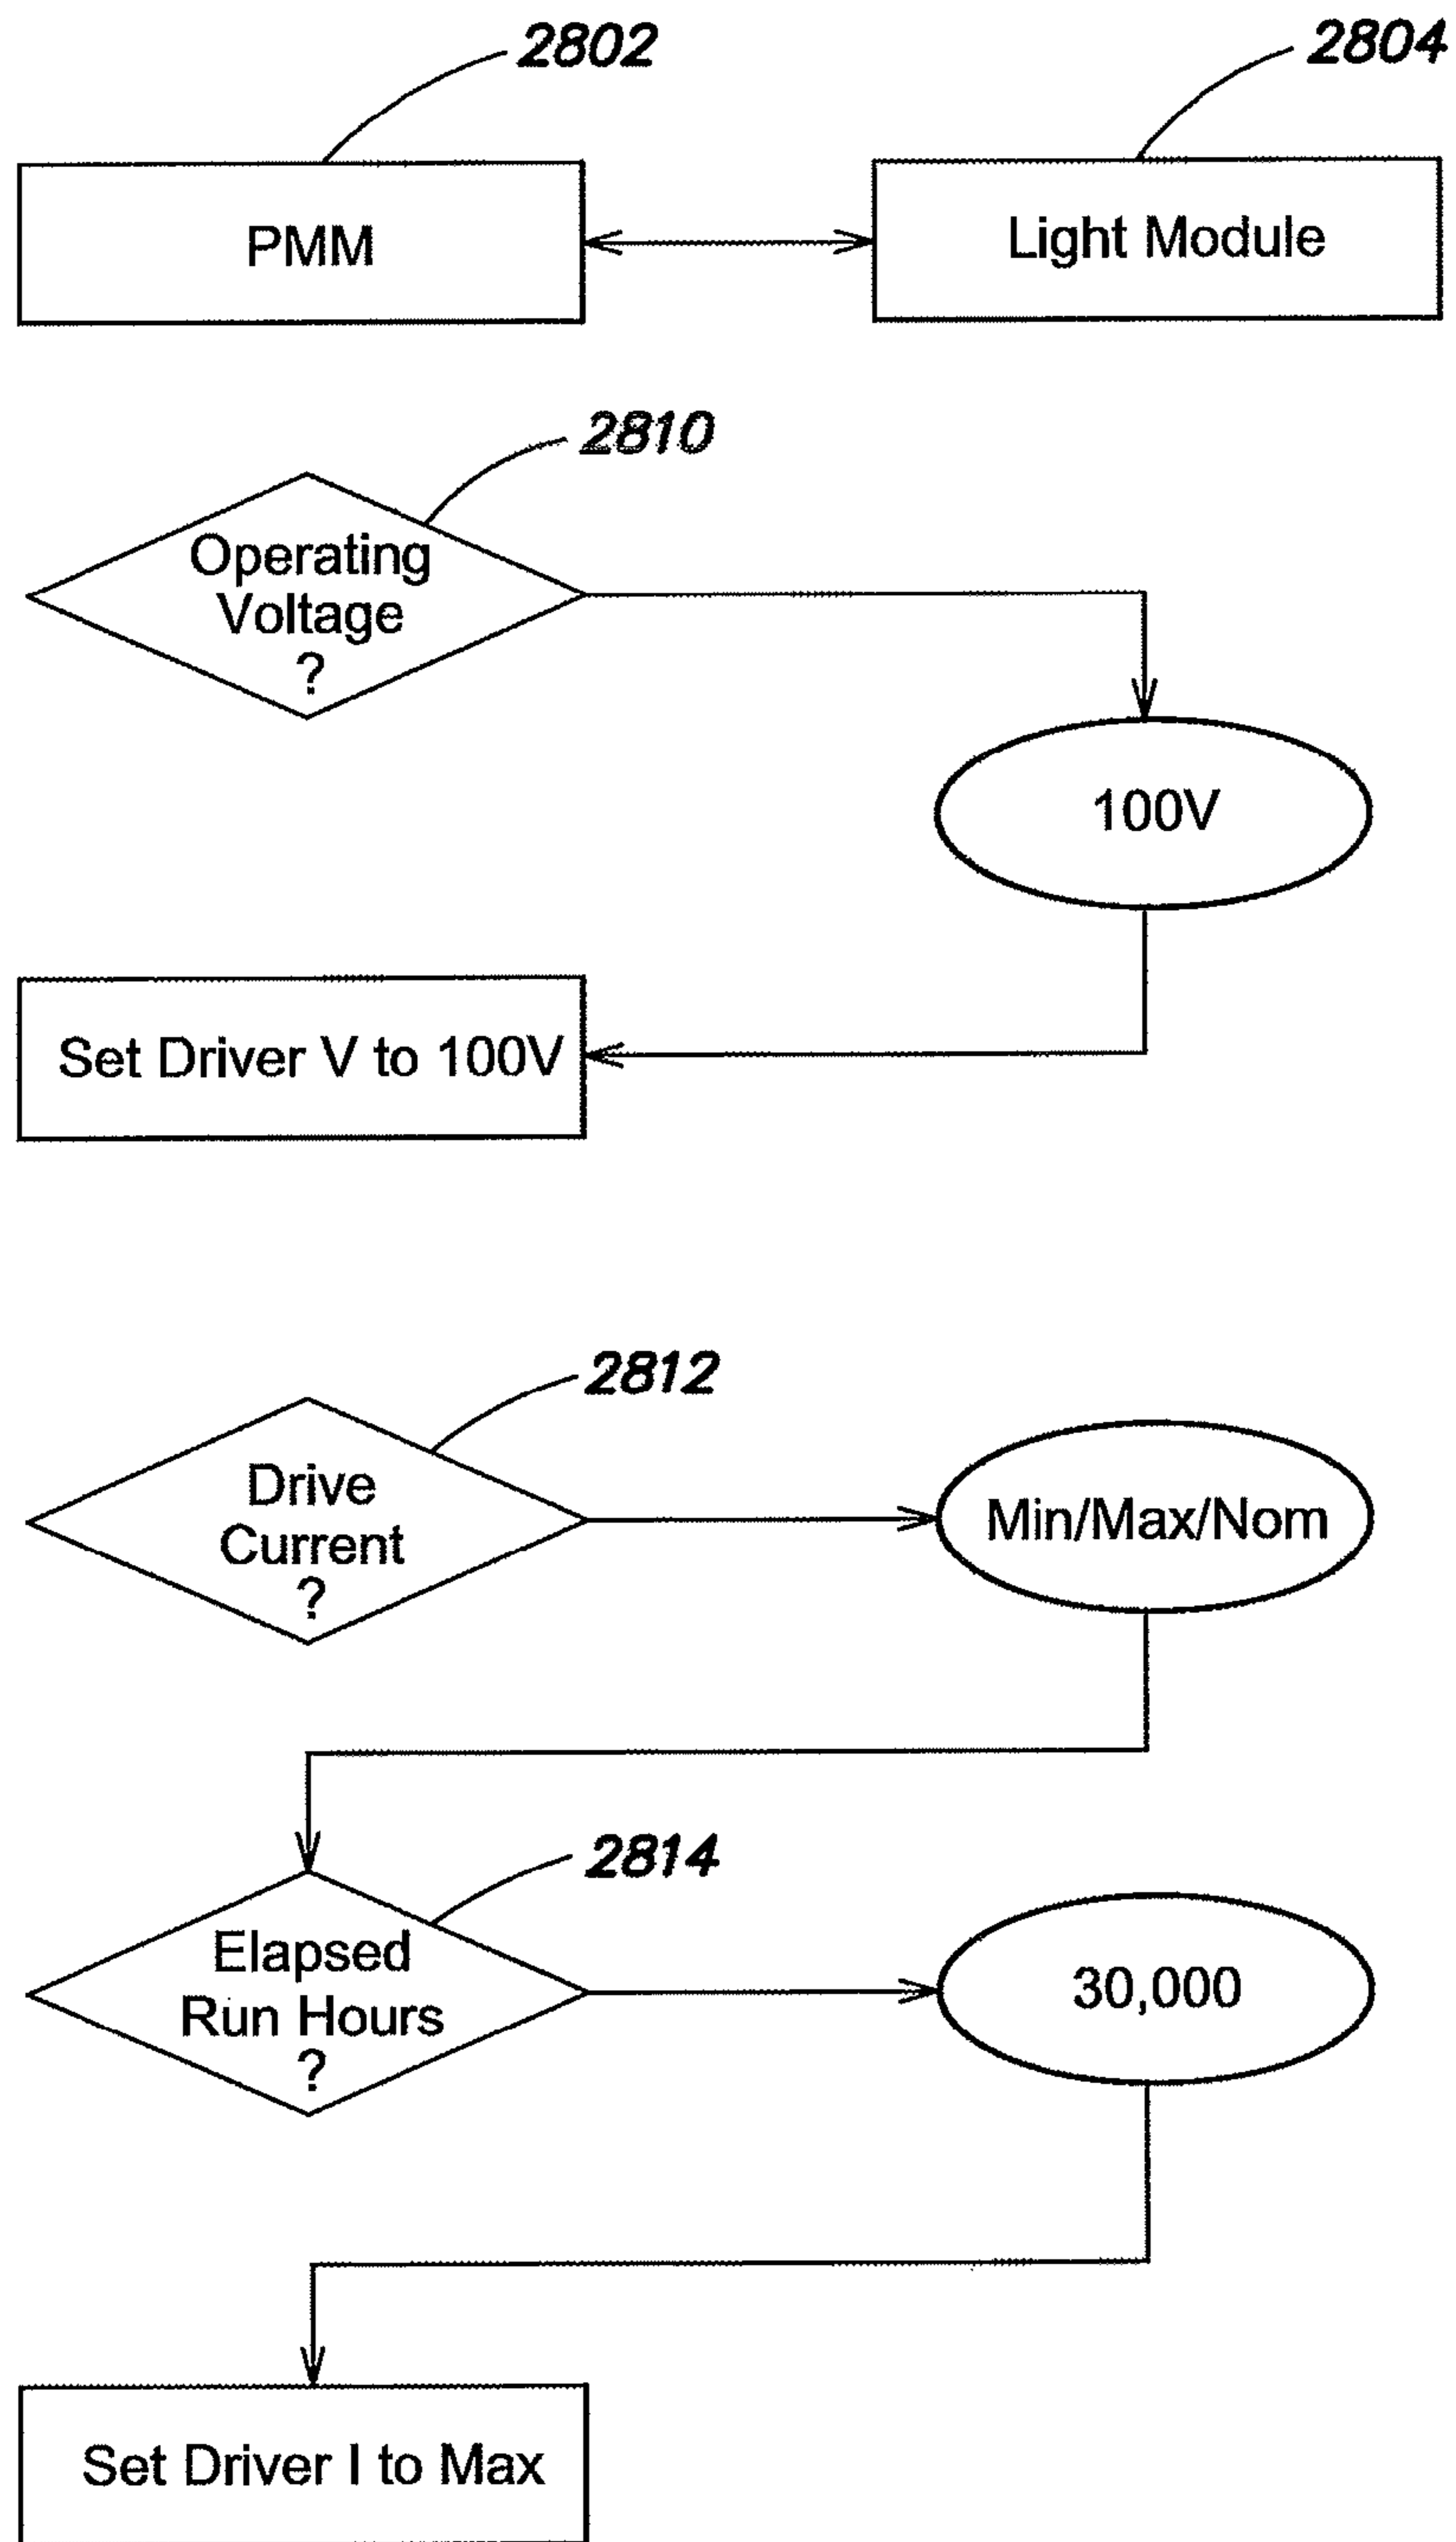 2802
2804
PMM
Light Module
2810
Operating
Voltage
?
100V
Set Driver V to 100V
2812
Drive
Current
?
Min/Max/Nom
2814
Elapsed
Run Hours
?
30,000
Set Driver I to Max